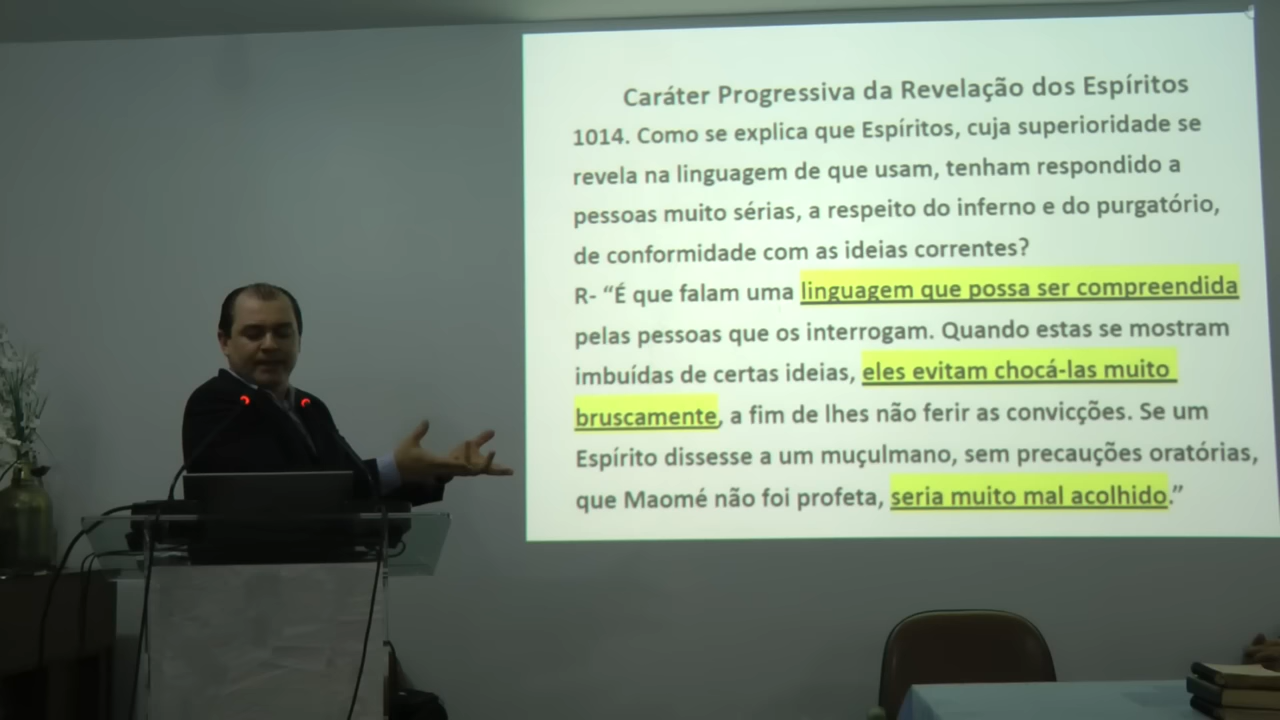 Caráter Progressiva da Revelação dos Espíritos
1014. Como se explica que Espíritos, cuja superioridade se
revela na linguagem de que usam, tenham respondido a
pessoas muito sérias, a respeito do inferno e do purgatório,
de conformidade com as ideias correntes?
R- “É que falam uma linguagem que possa ser compreendida
pelas pessoas que os interrogam. Quando estas se mostram
imbuídas de certas ideias, eles evitam chocá-las muito
bruscamente, a fim de lhes não ferir as convicções. Se um
Espírito dissesse a um muçulmano, sem precauções oratórias,
que Maomé não foi profeta, seria muito mal acolhido.”